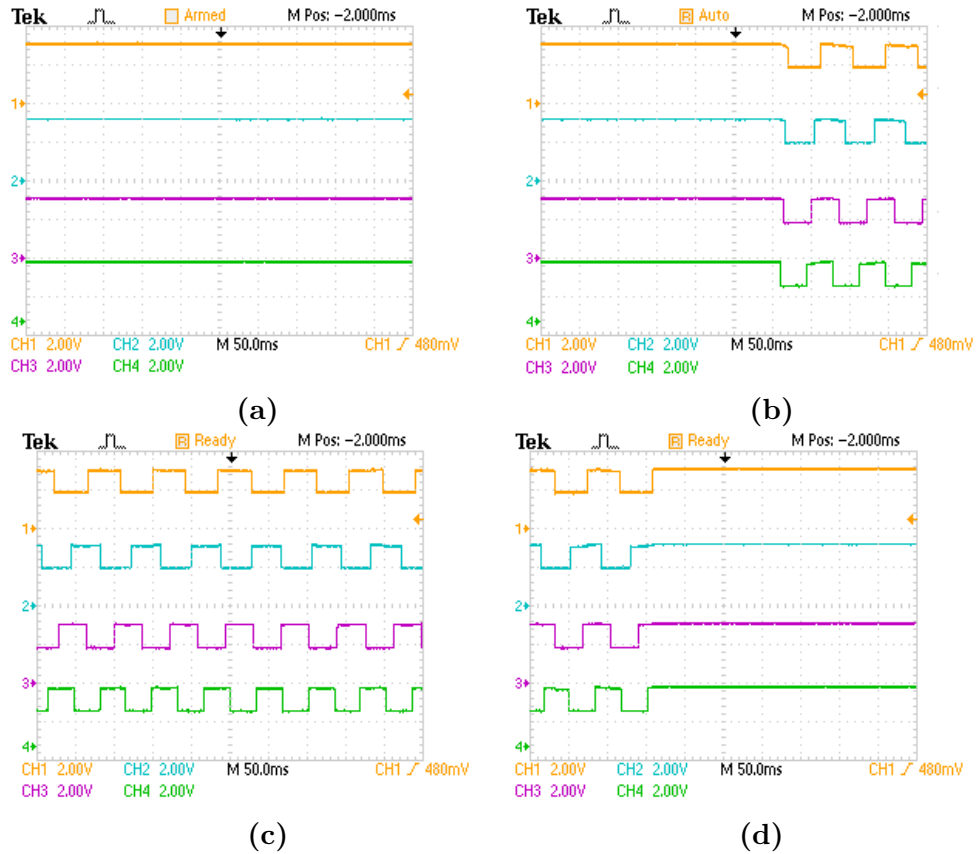 Tek Armed M Pos: -2.000ms
1
2
3
4
CH1 2.00V CH2 2.00V M 50.0ms CH1 480mV
CH3 2.00V CH4 2.00V
(a)
Tek R Auto M Pos: -2.000ms
1
2
3
4
CH1 2.00V CH2 2.00V M 50.0ms CH1 480mV
CH3 2.00V CH4 2.00V
(b)
Tek R Ready M Pos: -2.000ms
1
2
3
4
CH1 2.00V CH2 2.00V M 50.0ms CH1 480mV
CH3 2.00V CH4 2.00V
(c)
Tek R Ready M Pos: -2.000ms
1
2
3
4
CH1 2.00V CH2 2.00V M 50.0ms CH1 480mV
CH3 2.00V CH4 2.00V
(d)